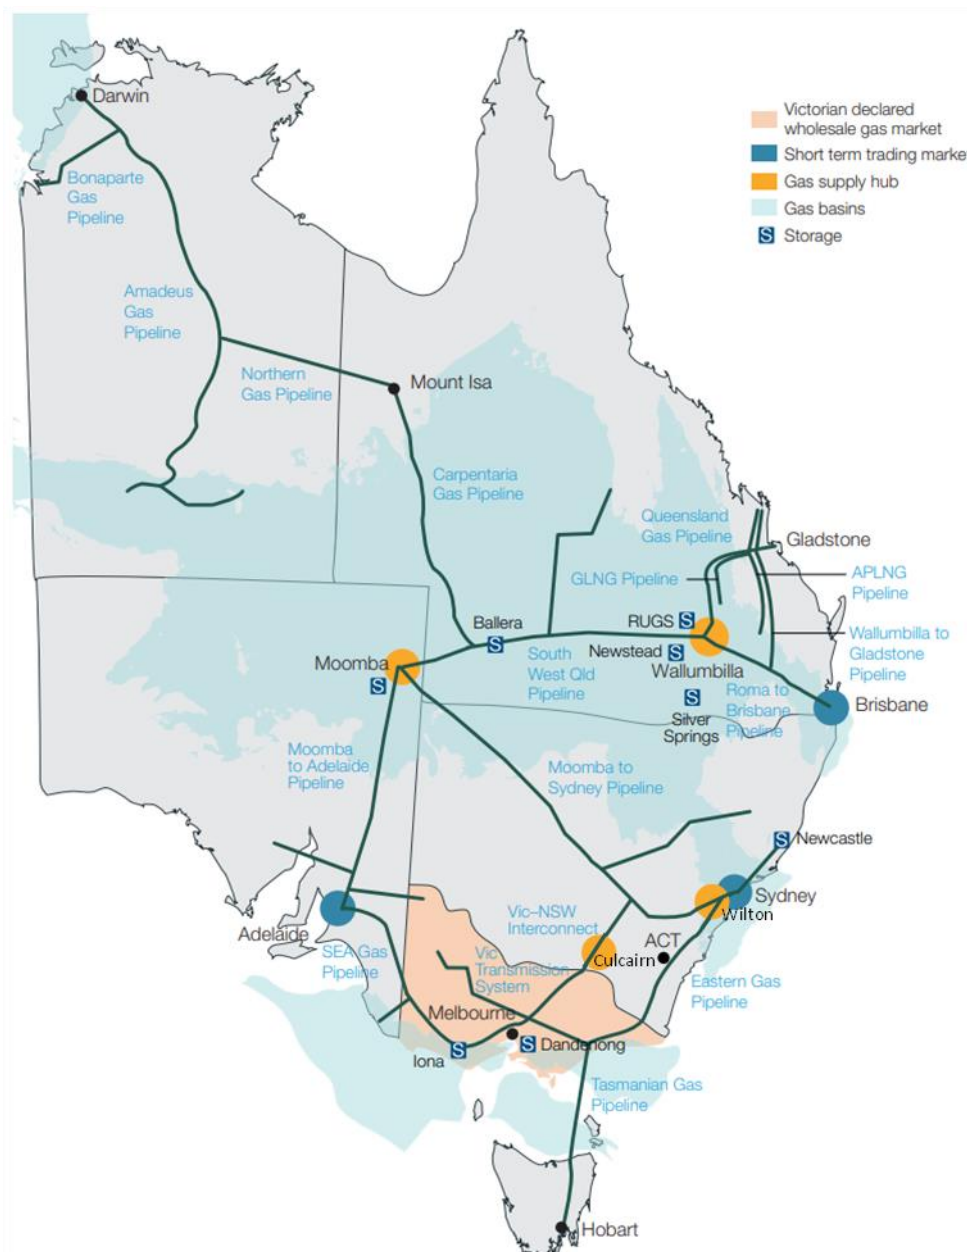 Darwin
Victorian declared
wholesale gas market
Short term trading marke
Gas supply hub
Gas basins
S Storage
Bonaparte
Gas
Pipeline
Amadeus
Gas
Pipeline
Northern
Gas Pipeline
Mount Isa
Carpentaria
Gas Pipeline
Queensland
Gas Pipeline
Gladstone
GLNG Pipeline
APLNG
Pipeline
Ballera
S
RUGS S
Newstead S
Wallumbilla
Wallumbilla to
Gladstone
Pipeline
Moomba
S
South
West Qld
Pipeline
S
Silver
Springs
Roma to
Brisbane
Pipeline
Brisbane
Moomba
to Adelaide
Pipeline
Moomba to
Sydney Pipeline
S Newcastle
Sydney
Wilton
Adelaide
Vic–NSW
Interconnect
ACT
Culcairn
SEA Gas
Pipeline
Vic
Transmission
System
Eastern Gas
Pipeline
Melbourne
S Dandenong
Iona S
Tasmanian Gas
Pipeline
Hobart